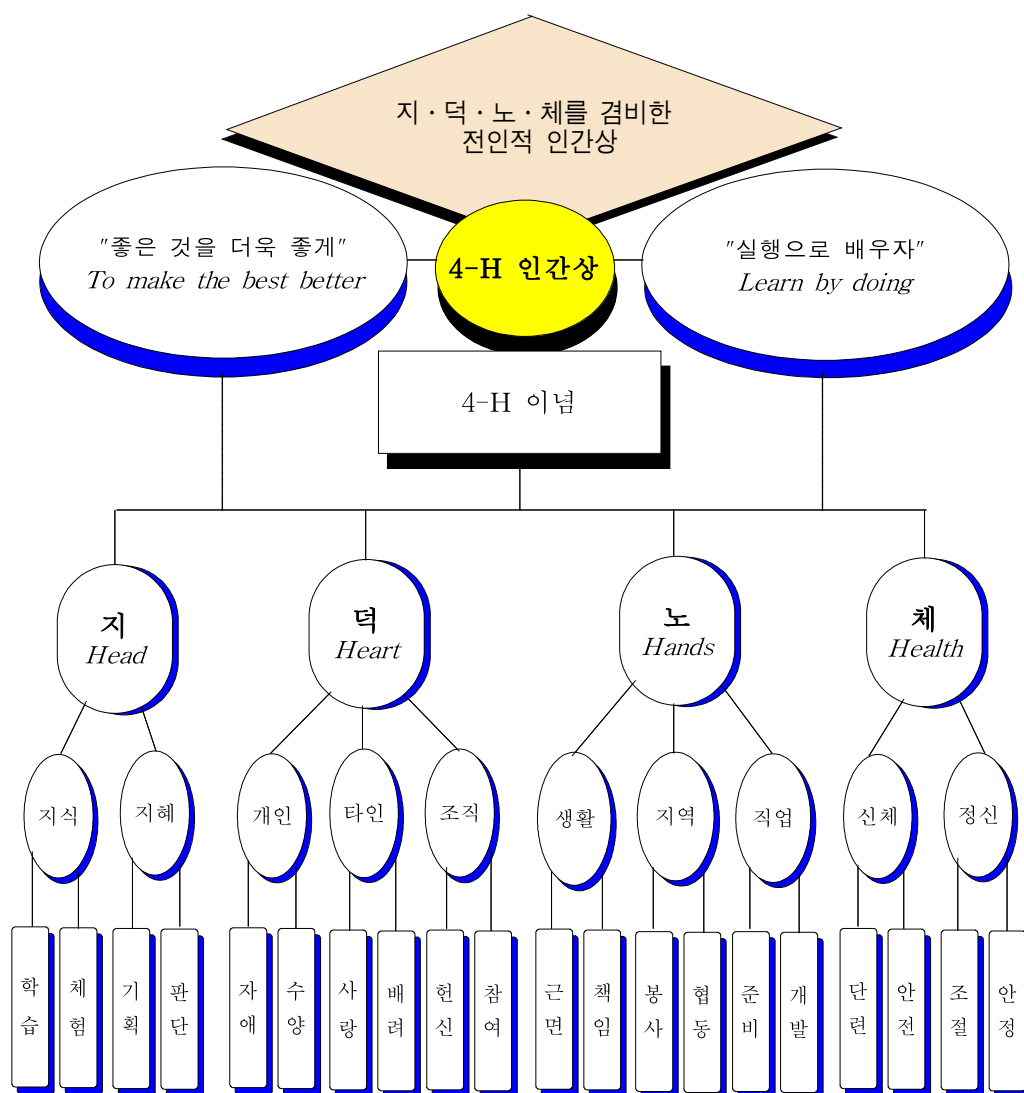 지·덕·노·체를 겸비한
전인적 인간상
"좋은 것을 더욱 좋게"
To make the best better
4-H 인간상
"실행으로 배우자"
Learn by doing
4-H 이념
지
Head
덕
Heart
노
Hands
체
Health
지식
지혜
개인
타인
조직
생활
지역
직업
신체
정신
학습
체험
기획
판단
자애
수양
사랑
배려
헌신
참여
근면
책임
봉사
협동
준비
개발
단련
안전
조절
안정